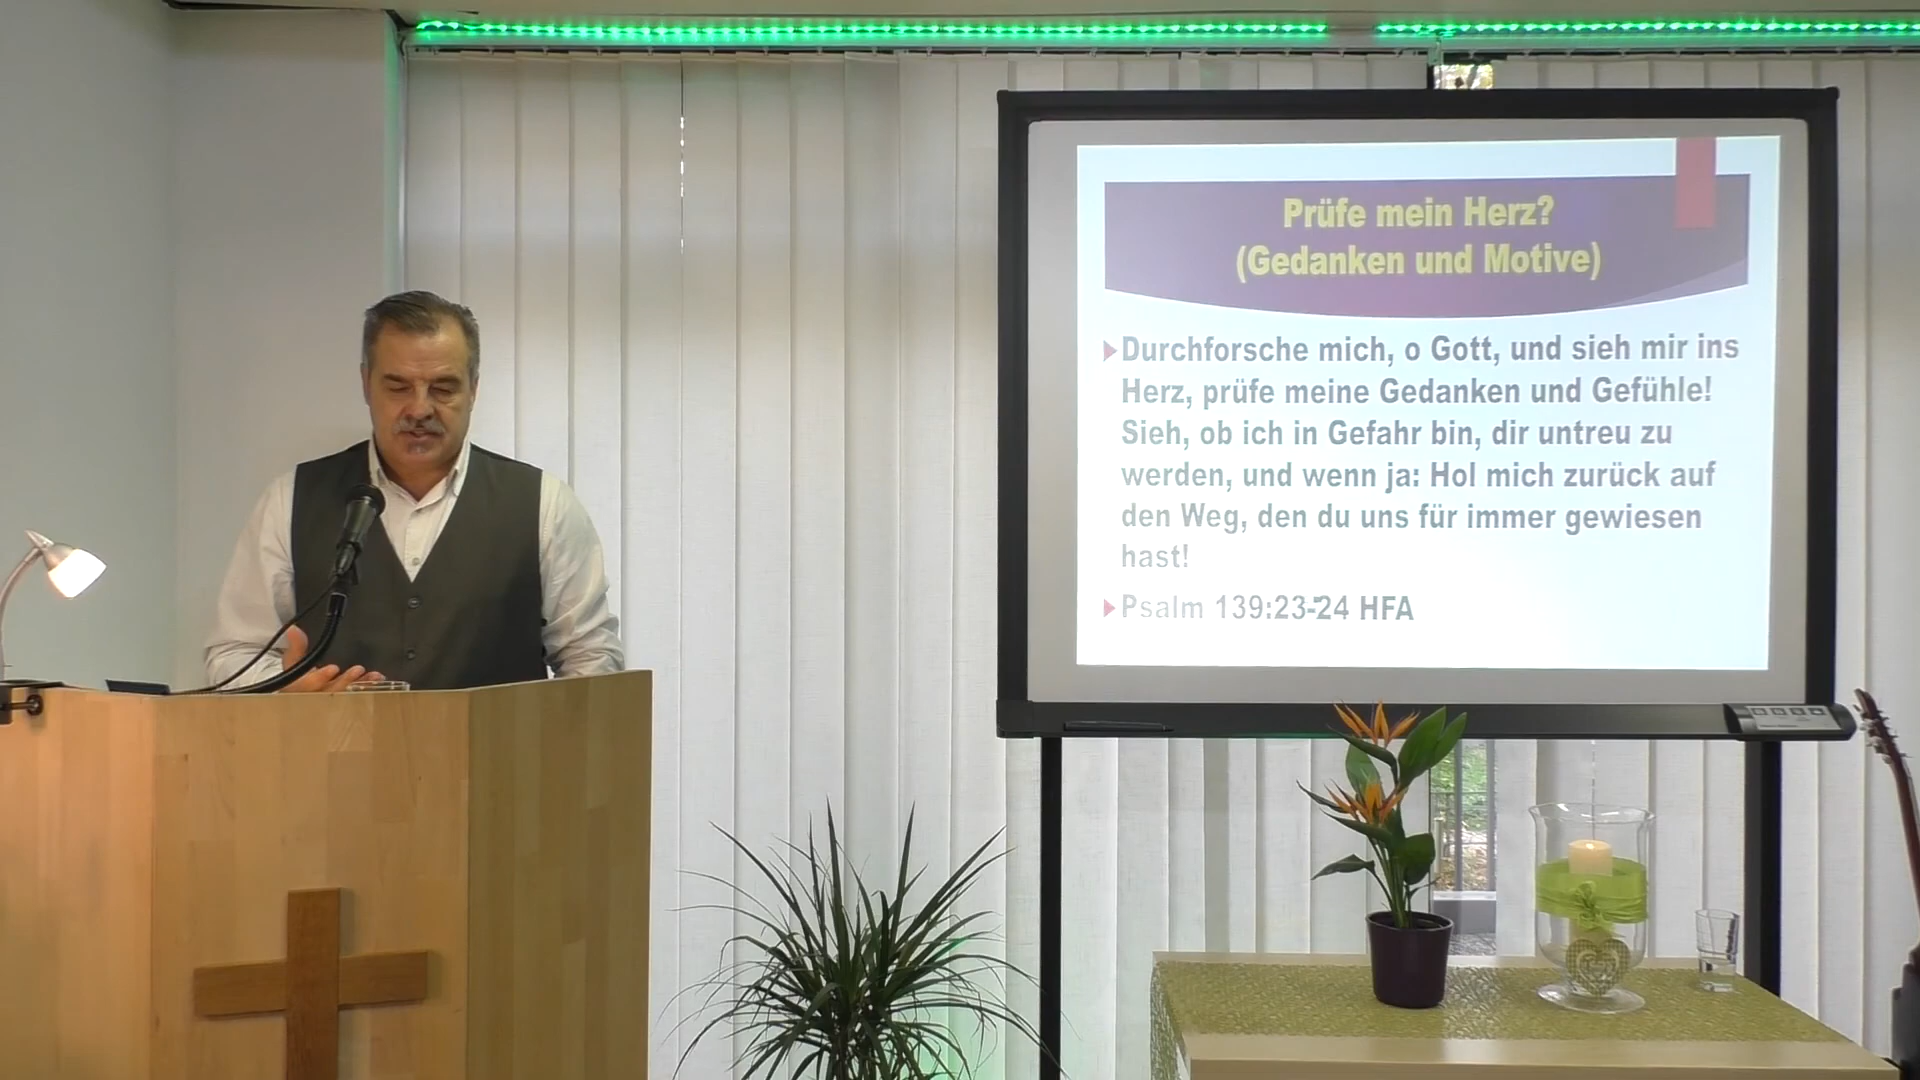 Prüfe mein Herz?
(Gedanken und Motive)
Durchforsche mich, o Gott, und sieh mir ins
Herz, prüfe meine Gedanken und Gefühle!
Sieh, ob ich in Gefahr bin, dir untreu zu
werden, und wenn ja: Hol mich zurück auf
den Weg, den du uns für immer gewiesen
hast!
Psalm 139:23-24 HFA